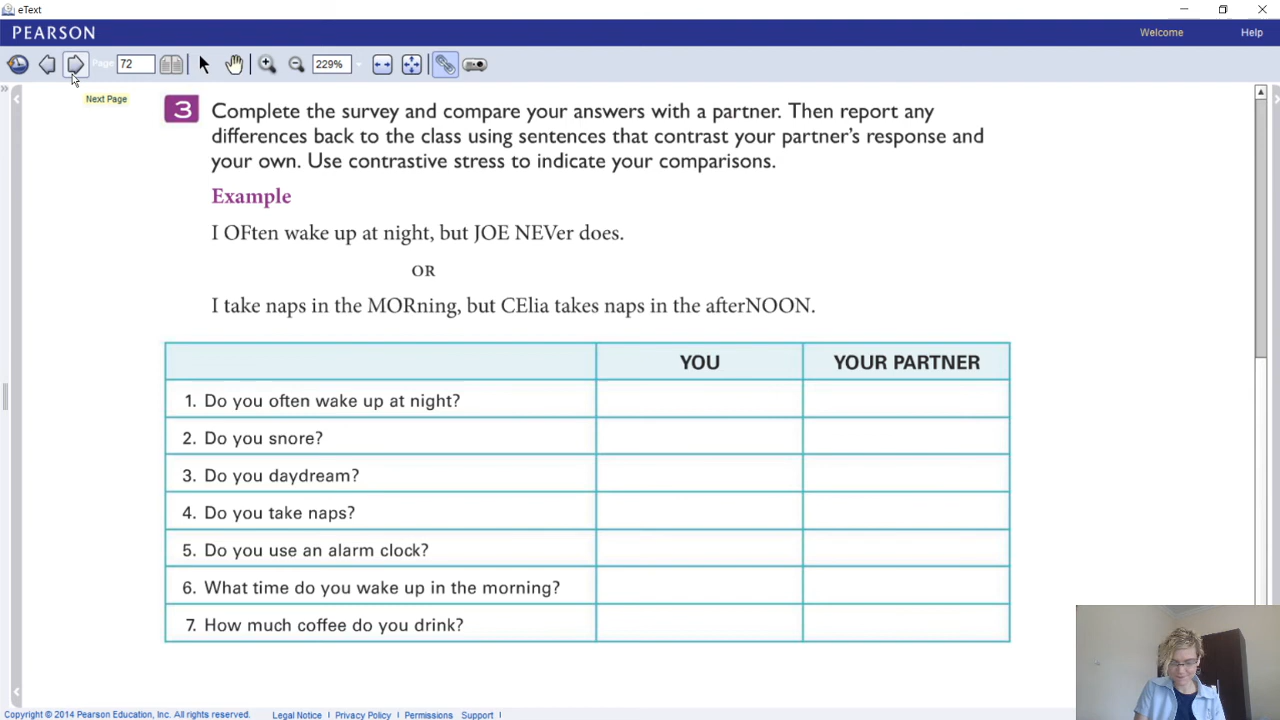 eText
PEARSON
Welcome
Help
Page
72
229%
Next Page
3 Complete the survey and compare your answers with a partner. Then report any
differences back to the class using sentences that contrast your partner's response and
your own. Use contrastive stress to indicate your comparisons.
Example
I OFten wake up at night, but JOE NEVer does.
OR
I take naps in the MORning, but CElia takes naps in the afterNOON.
YOU
YOUR PARTNER
1. Do you often wake up at night?
2. Do you snore?
3. Do you daydream?
4. Do you take naps?
5. Do you use an alarm clock?
6. What time do you wake up in the morning?
7. How much coffee do you drink?
Copyright © 2014 Pearson Education, Inc. All rights reserved.
Legal Notice | Privacy Policy | Permissions Support |